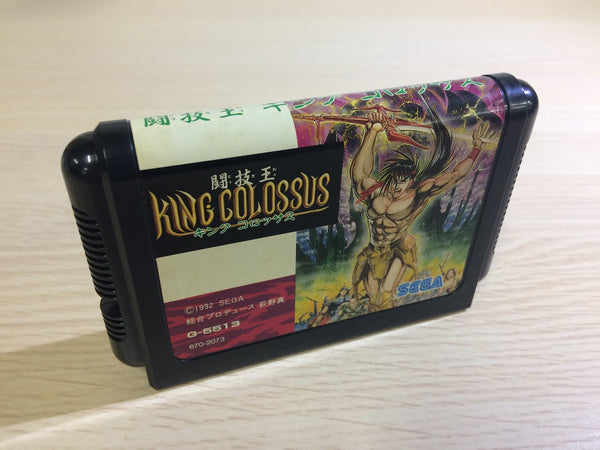 闘技王 キング コロッサス
闘技王
KING COLOSSUS
キング コロッサス
SEGA
©1992 SEGA
総合プロデュース 萩野真
G-5513
670-2073